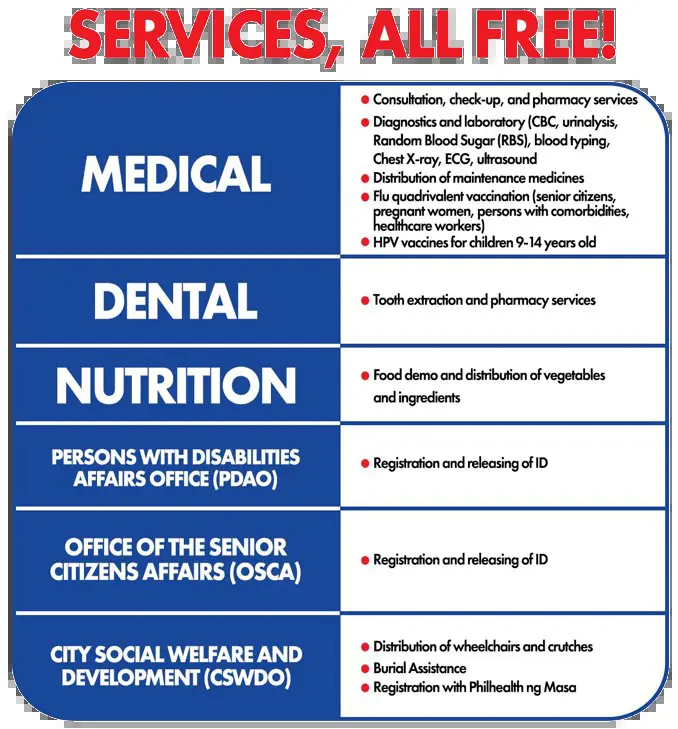 SERVICES, ALL FREE!
MEDICAL
• Consultation, check-up, and pharmacy services
• Diagnostics and laboratory (CBC, urinalysis,
Random Blood Sugar (RBS), blood typing,
Chest X-ray, ECG, ultrasound
• Distribution of maintenance medicines
• Flu quadrivalent vaccination (senior citizens,
pregnant women, persons with comorbidities,
healthcare workers)
• HPV vaccines for children 9-14 years old
DENTAL
• Tooth extraction and pharmacy services
NUTRITION
• Food demo and distribution of vegetables
and ingredients
PERSONS WITH DISABILITIES
AFFAIRS OFFICE (PDAO)
• Registration and releasing of ID
OFFICE OF THE SENIOR
CITIZENS AFFAIRS (OSCA)
• Registration and releasing of ID
CITY SOCIAL WELFARE AND
DEVELOPMENT (CSWDO)
• Distribution of wheelchairs and crutches
• Burial Assistance
• Registration with Philhealth ng Masa